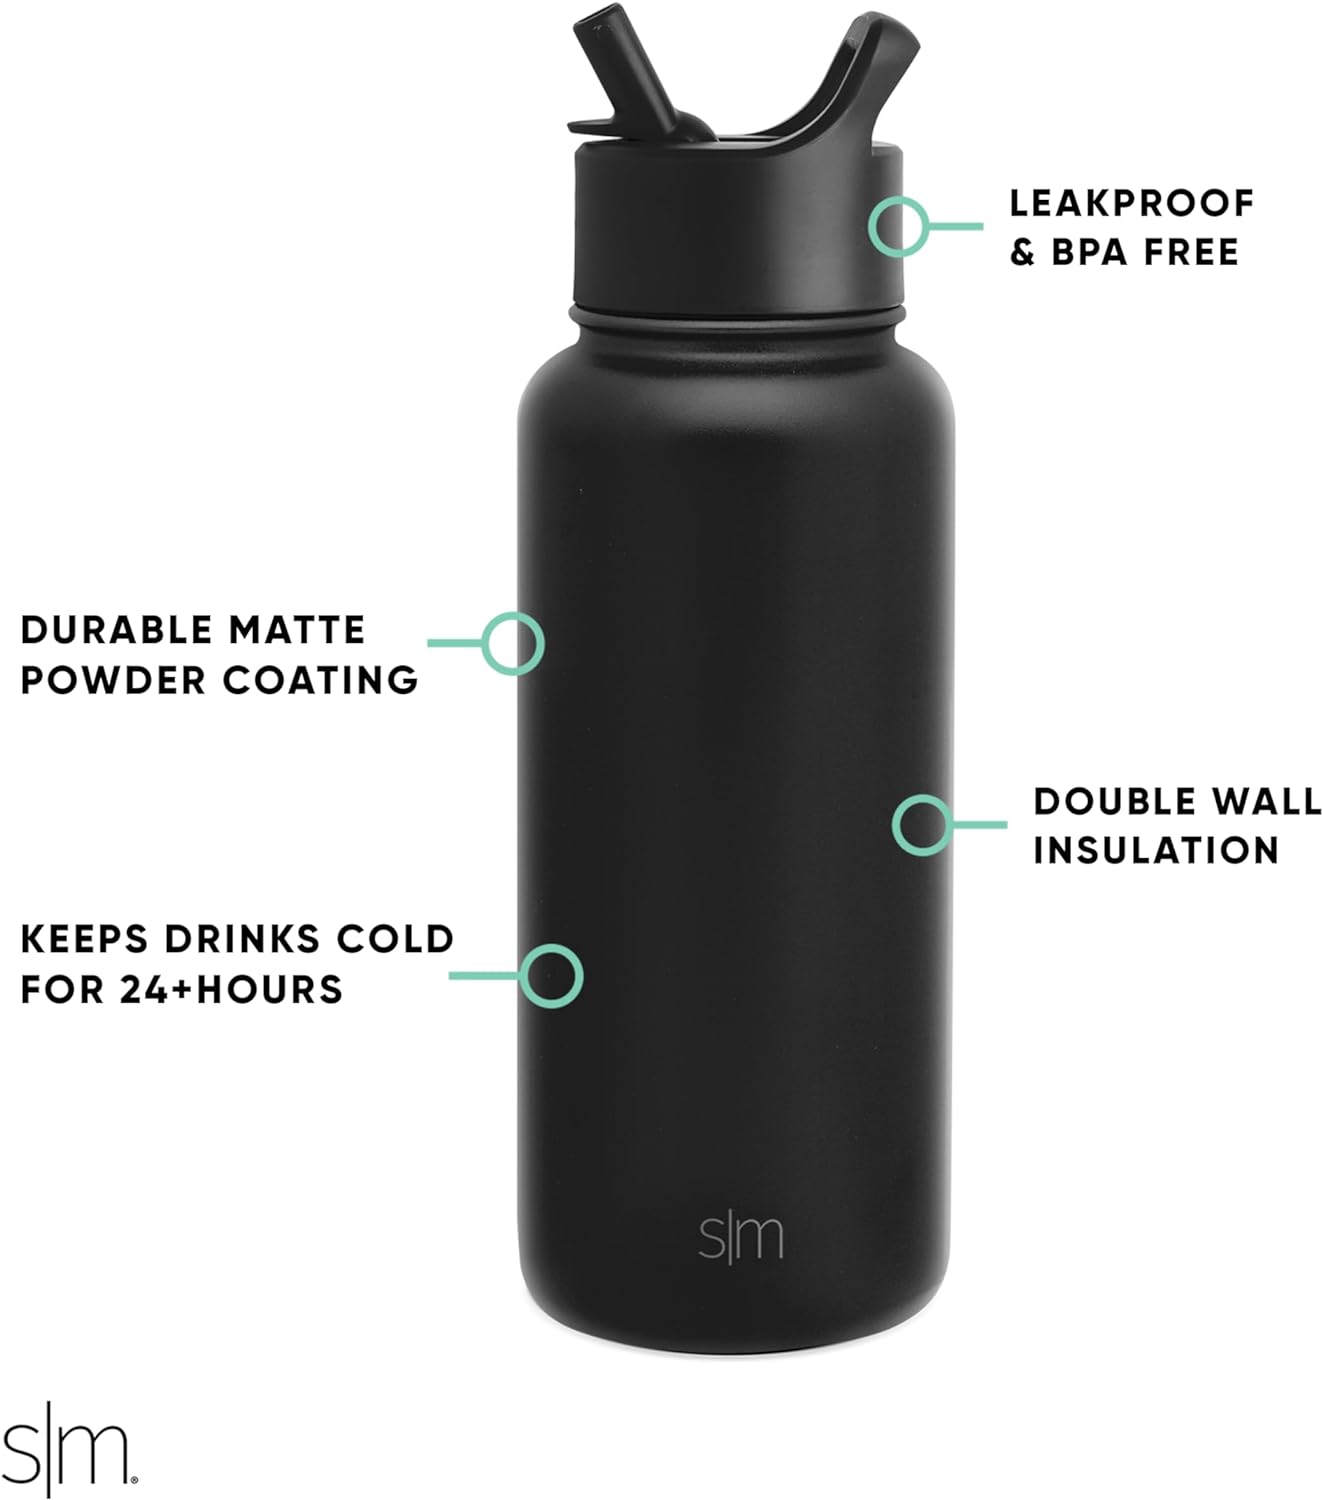 LEAKPROOF
& BPA FREE
DURABLE MATTE
POWDER COATING
DOUBLE WALL
INSULATION
KEEPS DRINKS COLD
FOR 24+HOURS
s|m
s|m®